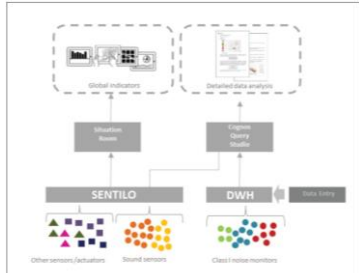 Global indicators
Detailed data analysis
Situation
Room
Cognos
Query
Studio
SENTILO
DWH
Data Entry
Other sensors/actuators
Sound sensors
Class I noise monitors